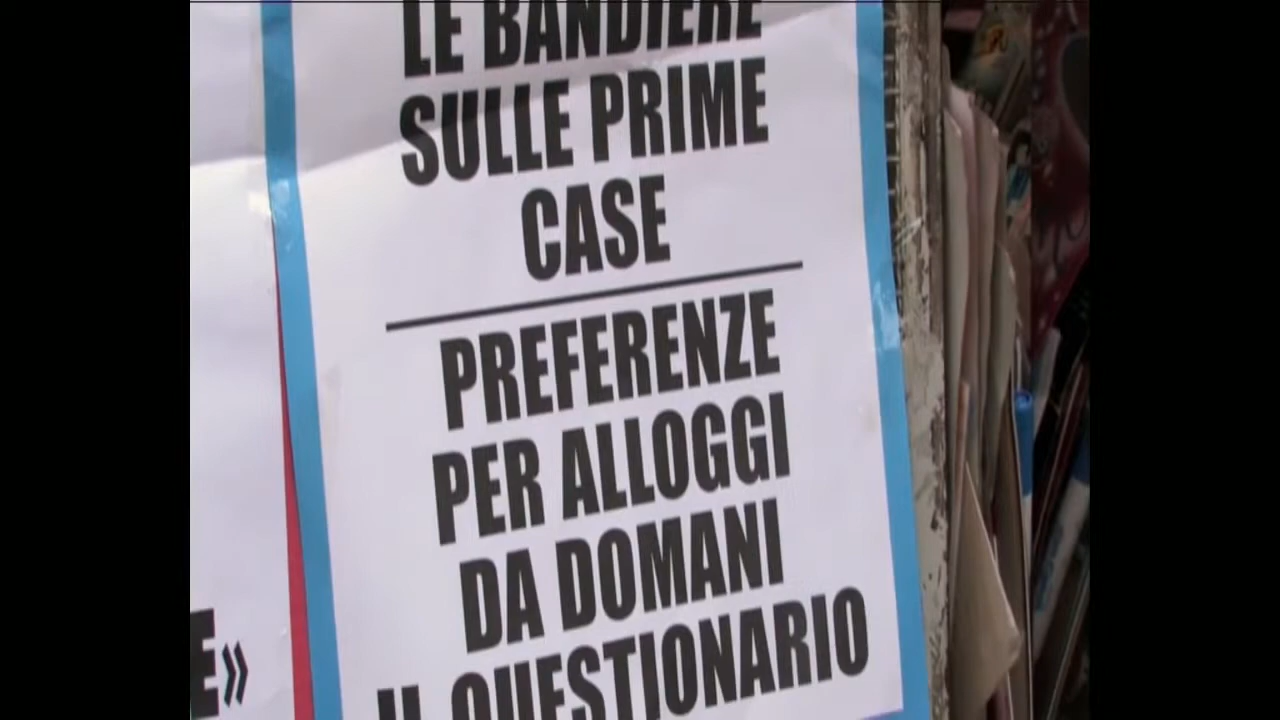 LE BANDIERE
SULLE PRIME
CASE
PREFERENZE
PER ALLOGGI
DA DOMANI
IL QUESTIONARIO
E»